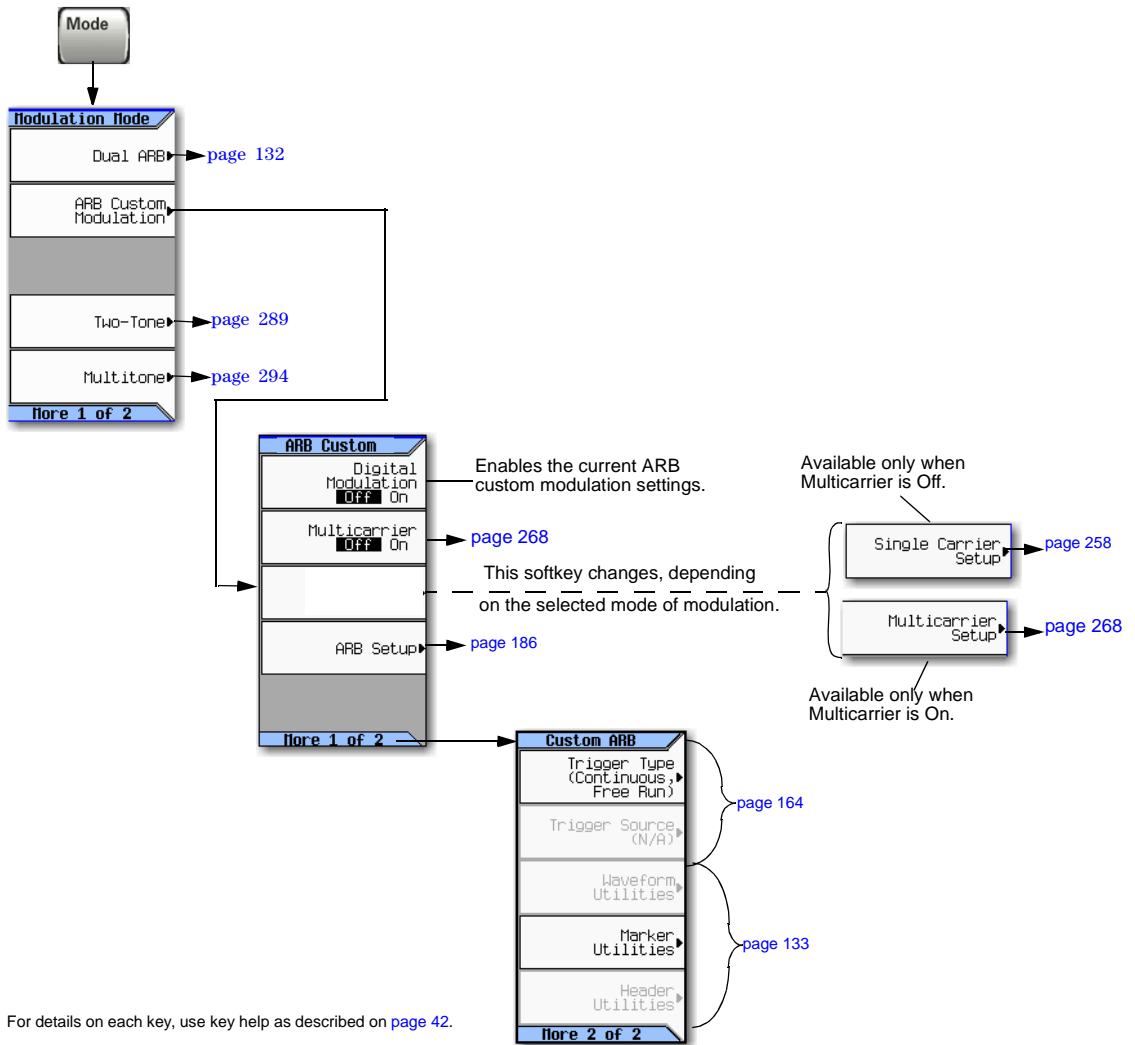 Mode
Modulation Mode
Dual ARB
page 132
ARB Custom
Modulation
Two-Tone
page 289
Multitone
page 294
More 1 of 2
ARB Custom
Digital
Modulation
Off On
Enables the current ARB
custom modulation settings.
Multicarrier
Off On
page 268
This softkey changes, depending
on the selected mode of modulation.
ARB Setup
page 186
More 1 of 2
Available only when
Multicarrier is Off.
Single Carrier
Setup
page 258
Multicarrier
Setup
page 268
Available only when
Multicarrier is On.
Custom ARB
Trigger Type
(Continuous,
Free Run)
Trigger Source
(N/A)
page 164
Waveform
Utilities
Marker
Utilities
page 133
Header
Utilities
More 2 of 2
For details on each key, use key help as described on page 42.